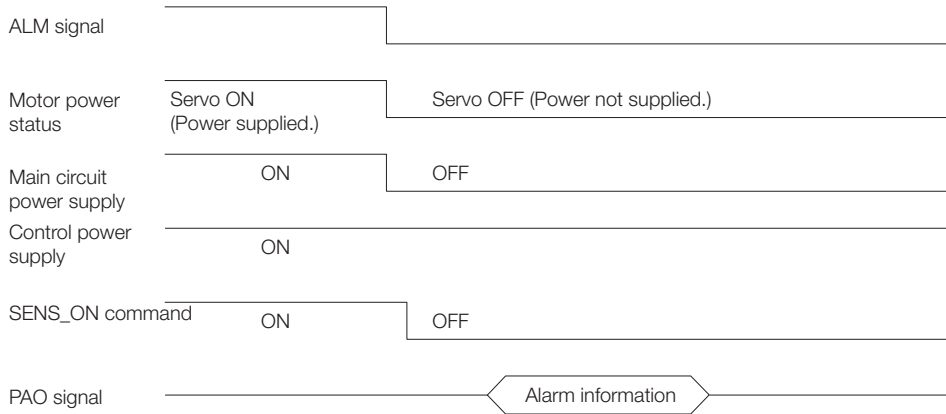 ALM signal
Motor power
status
Servo ON
(Power supplied.)
Servo OFF (Power not supplied.)
Main circuit
power supply
ON
OFF
Control power
supply
ON
SENS_ON command
ON
OFF
PAO signal
Alarm information